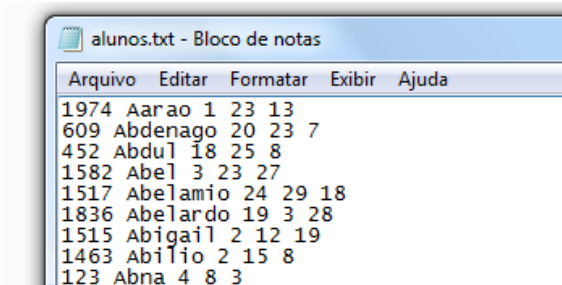 alunos.txt - Bloco de notas
Arquivo Editar Formatar Exibir Ajuda
1974 Aarao 1 23 13
609 Abdenago 20 23 7
452 Abdul 18 25 8
1582 Abel 3 23 27
1517 Abelamio 24 29 18
1836 Abelardo 19 3 28
1515 Abigail 2 12 19
1463 Abilio 2 15 8
123 Abna 4 8 3